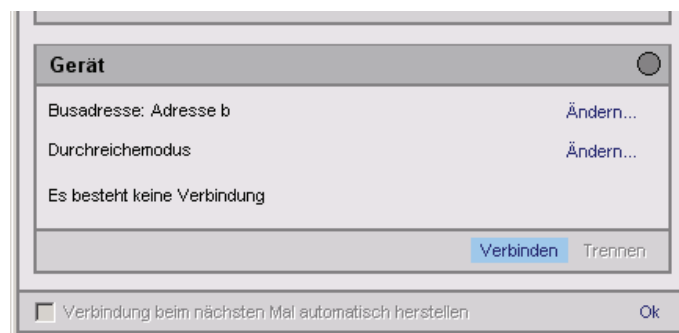 Gerät
Busadresse: Adresse b Ändern...
Durchreichemodus Ändern...
Es besteht keine Verbindung
Verbinden Trennen
Verbindung beim nächsten Mal automatisch herstellen Ok